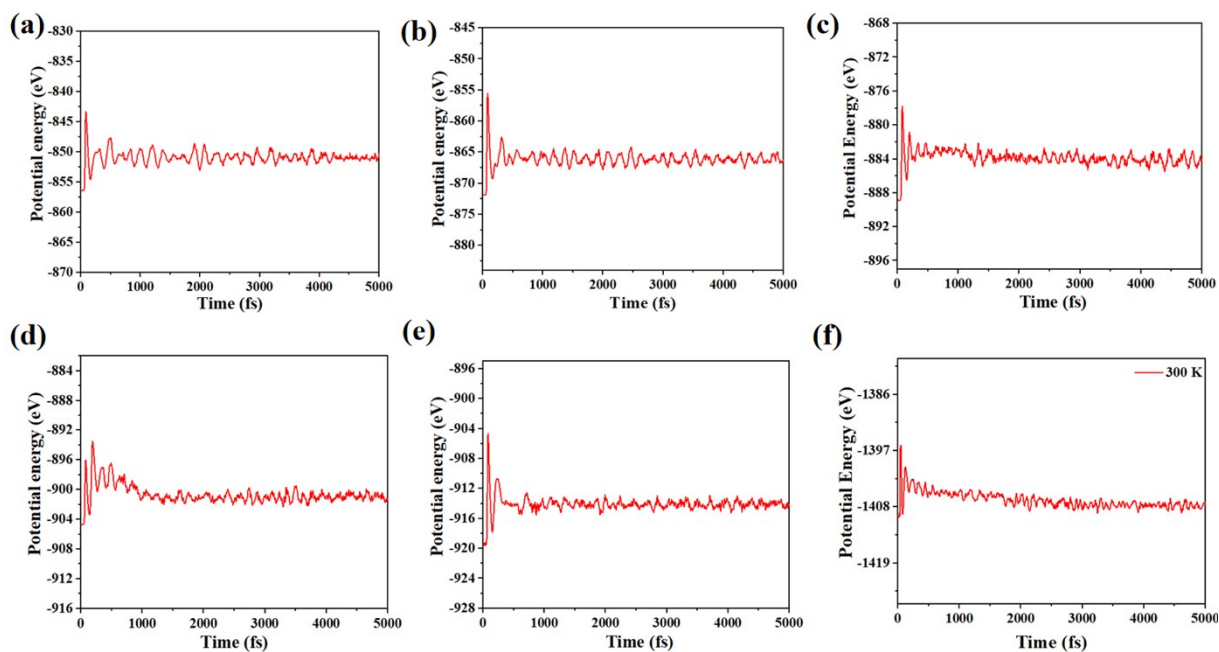 (a)
-830
-835
-840
-845
-850
-855
-860
-865
-870
Potential energy (eV)
0 1000 2000 3000 4000 5000
Time (fs)
(b)
-845
-850
-855
-860
-865
-870
-875
-880
Potential energy (eV)
0 1000 2000 3000 4000 5000
Time (fs)
(c)
-868
-872
-876
-880
-884
-888
-892
-896
Potential Energy (eV)
0 1000 2000 3000 4000 5000
Time (fs)
(d)
-884
-888
-892
-896
-900
-904
-908
-912
-916
Potential energy (eV)
0 1000 2000 3000 4000 5000
Time (fs)
(e)
-896
-900
-904
-908
-912
-916
-920
-924
-928
Potential energy (eV)
0 1000 2000 3000 4000 5000
Time (fs)
(f)
300 K
-1386
-1397
-1408
-1419
Potential Energy (eV)
0 1000 2000 3000 4000 5000
Time (fs)